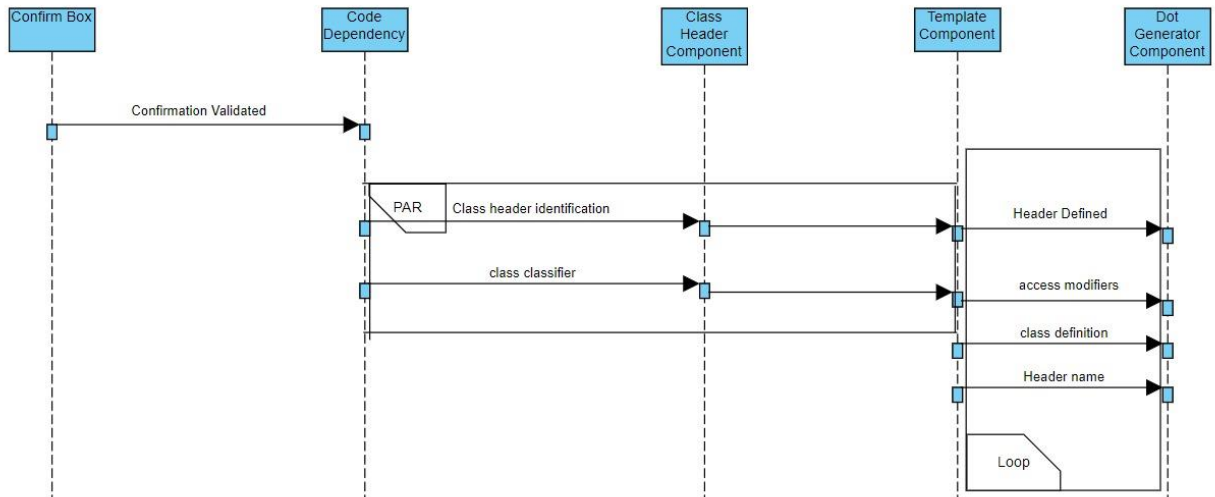 Confirm Box
Code
Dependency
Class
Header
Component
Template
Component
Dot
Generator
Component
Confirmation Validated
PAR
Class header identification
Header Defined
class classifier
access modifiers
class definition
Header name
Loop